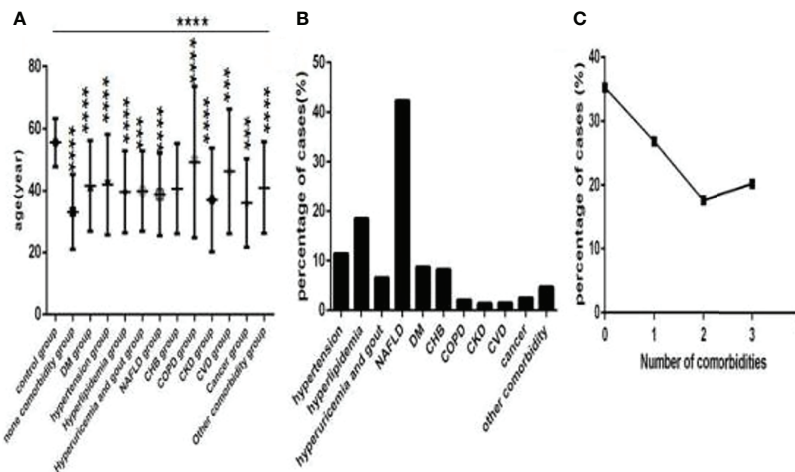 A
****
80
60
40
20
0
age(year)
****
****
****
****
***
****
****
****
***
***
****
control group
none comorbidity group
DM group
hypertension group
Hyperlipidemia group
Hyperuricemia and gout group
NAFLD group
CHB group
COPD group
CKD group
CVD group
Cancer group
Other comorbidity group
B
50
40
30
20
10
0
percentage of cases(%)
hypertension
hyperlipidemia
hyperuricemia and gout
NAFLD
DM
CHB
COPD
CKD
CVD
cancer
other comorbidity
C
40
30
20
10
0
percentage of cases(%)
0 1 2 3
Number of comorbidities